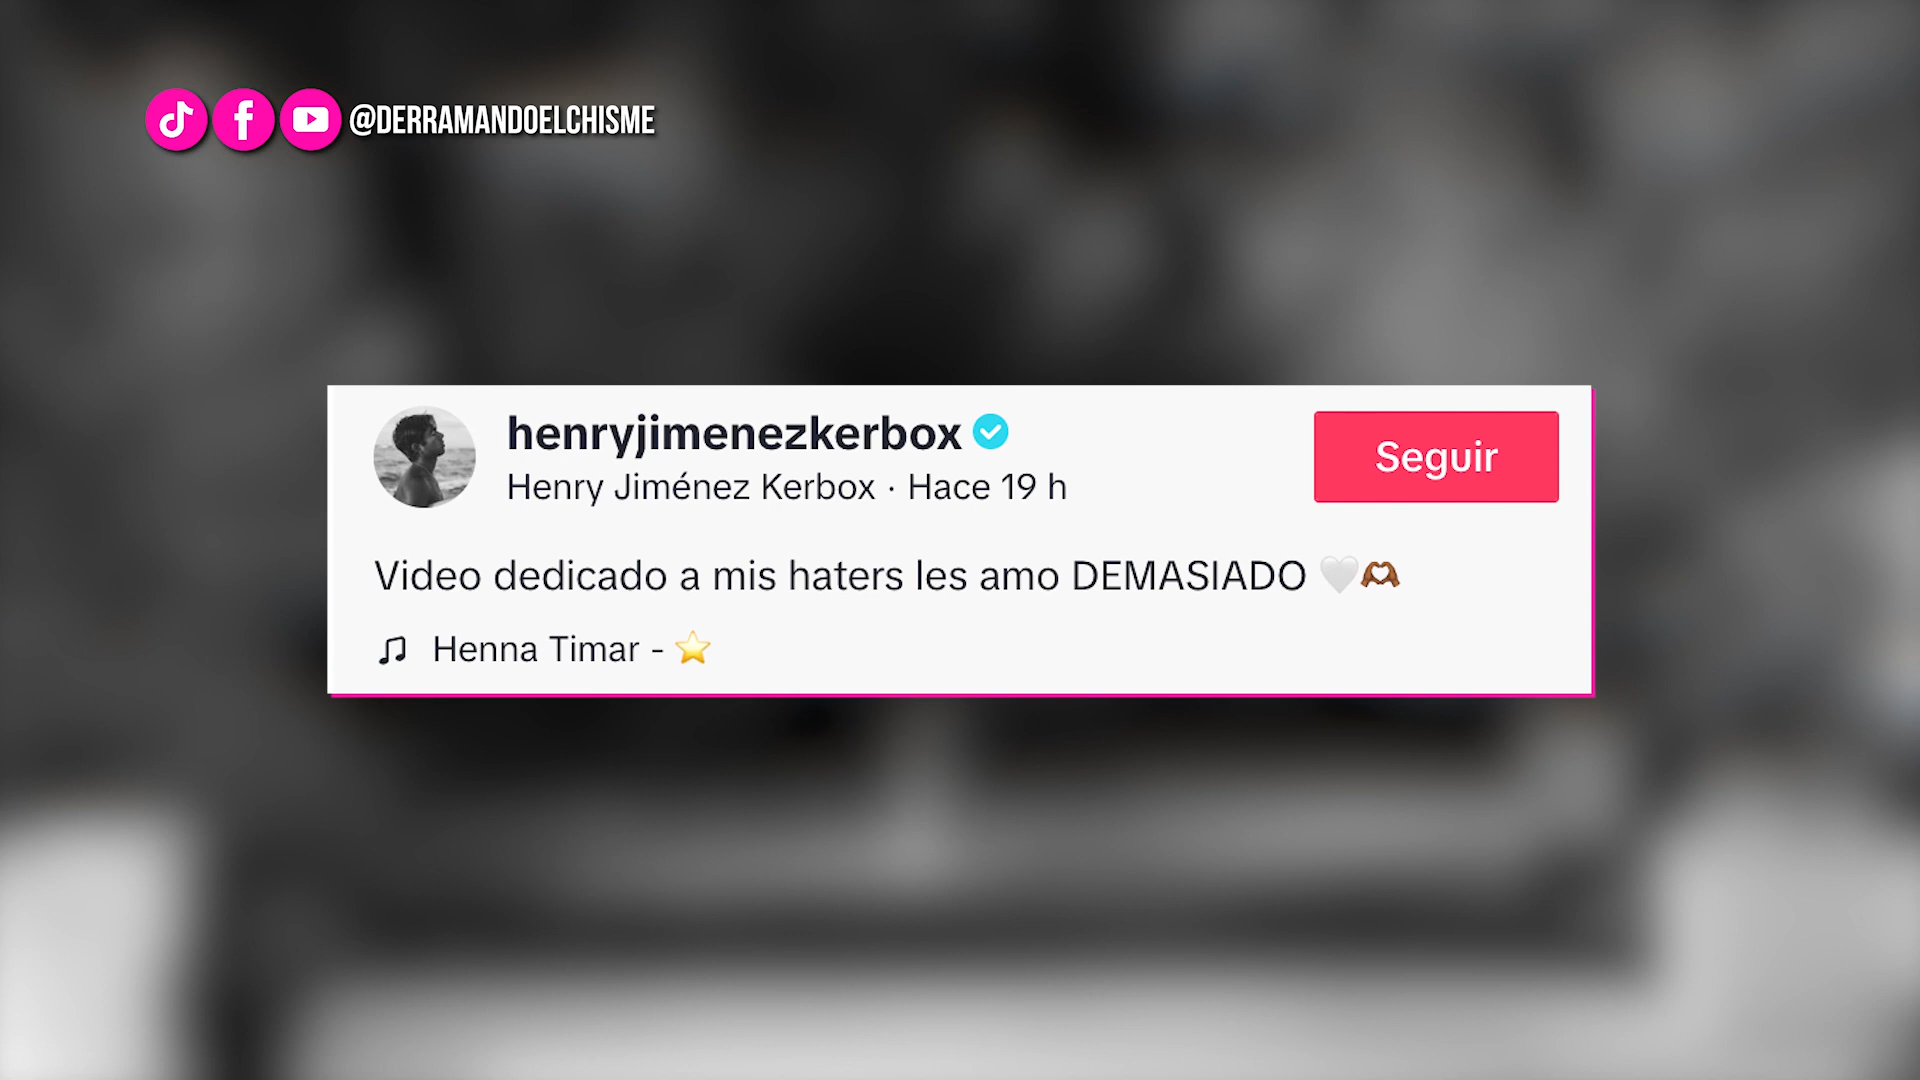 @DERRAMANDOELCHISME
henryjimenezkerbox
Henry Jiménez Kerbox · Hace 19 h
Seguir
Video dedicado a mis haters les amo DEMASIADO 🤍🫶🏾
Henna Timar - ⭐